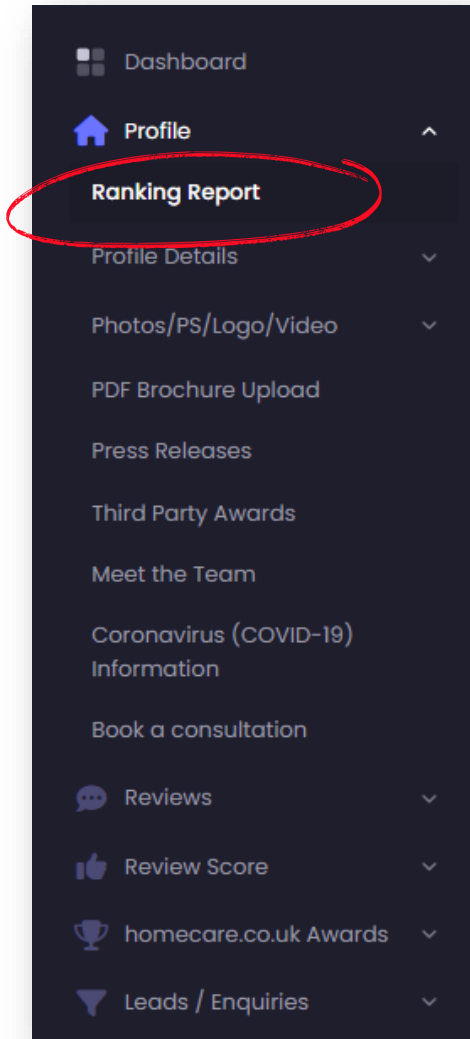 Dashboard
Profile
Ranking Report
Profile Details
Photos/PS/Logo/Video
PDF Brochure Upload
Press Releases
Third Party Awards
Meet the Team
Coronavirus (COVID-19)
Information
Book a consultation
Reviews
Review Score
homecare.co.uk Awards
Leads / Enquiries